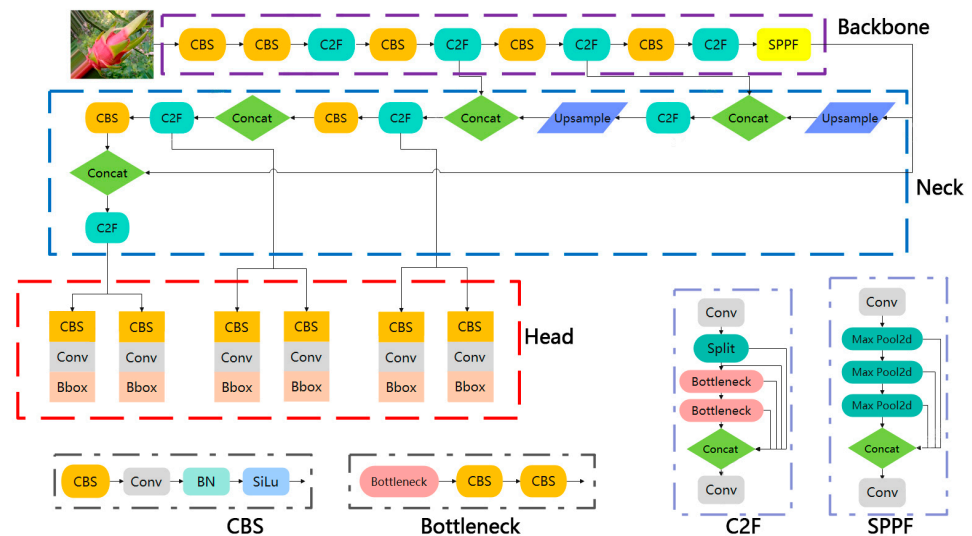 Backbone
CBS
CBS
C2F
CBS
C2F
CBS
C2F
CBS
C2F
SPPF
CBS
C2F
Concat
CBS
C2F
Concat
Upsample
C2F
Concat
Upsample
Concat
Neck
C2F
CBS
CBS
CBS
CBS
CBS
CBS
Conv
Conv
Conv
Conv
Conv
Conv
Bbox
Bbox
Bbox
Bbox
Bbox
Bbox
Head
Conv
Split
Bottleneck
Bottleneck
Concat
Conv
C2F
Conv
Max Pool2d
Max Pool2d
Max Pool2d
Concat
Conv
SPPF
CBS
Conv
BN
SiLu
CBS
Bottleneck
CBS
CBS
Bottleneck